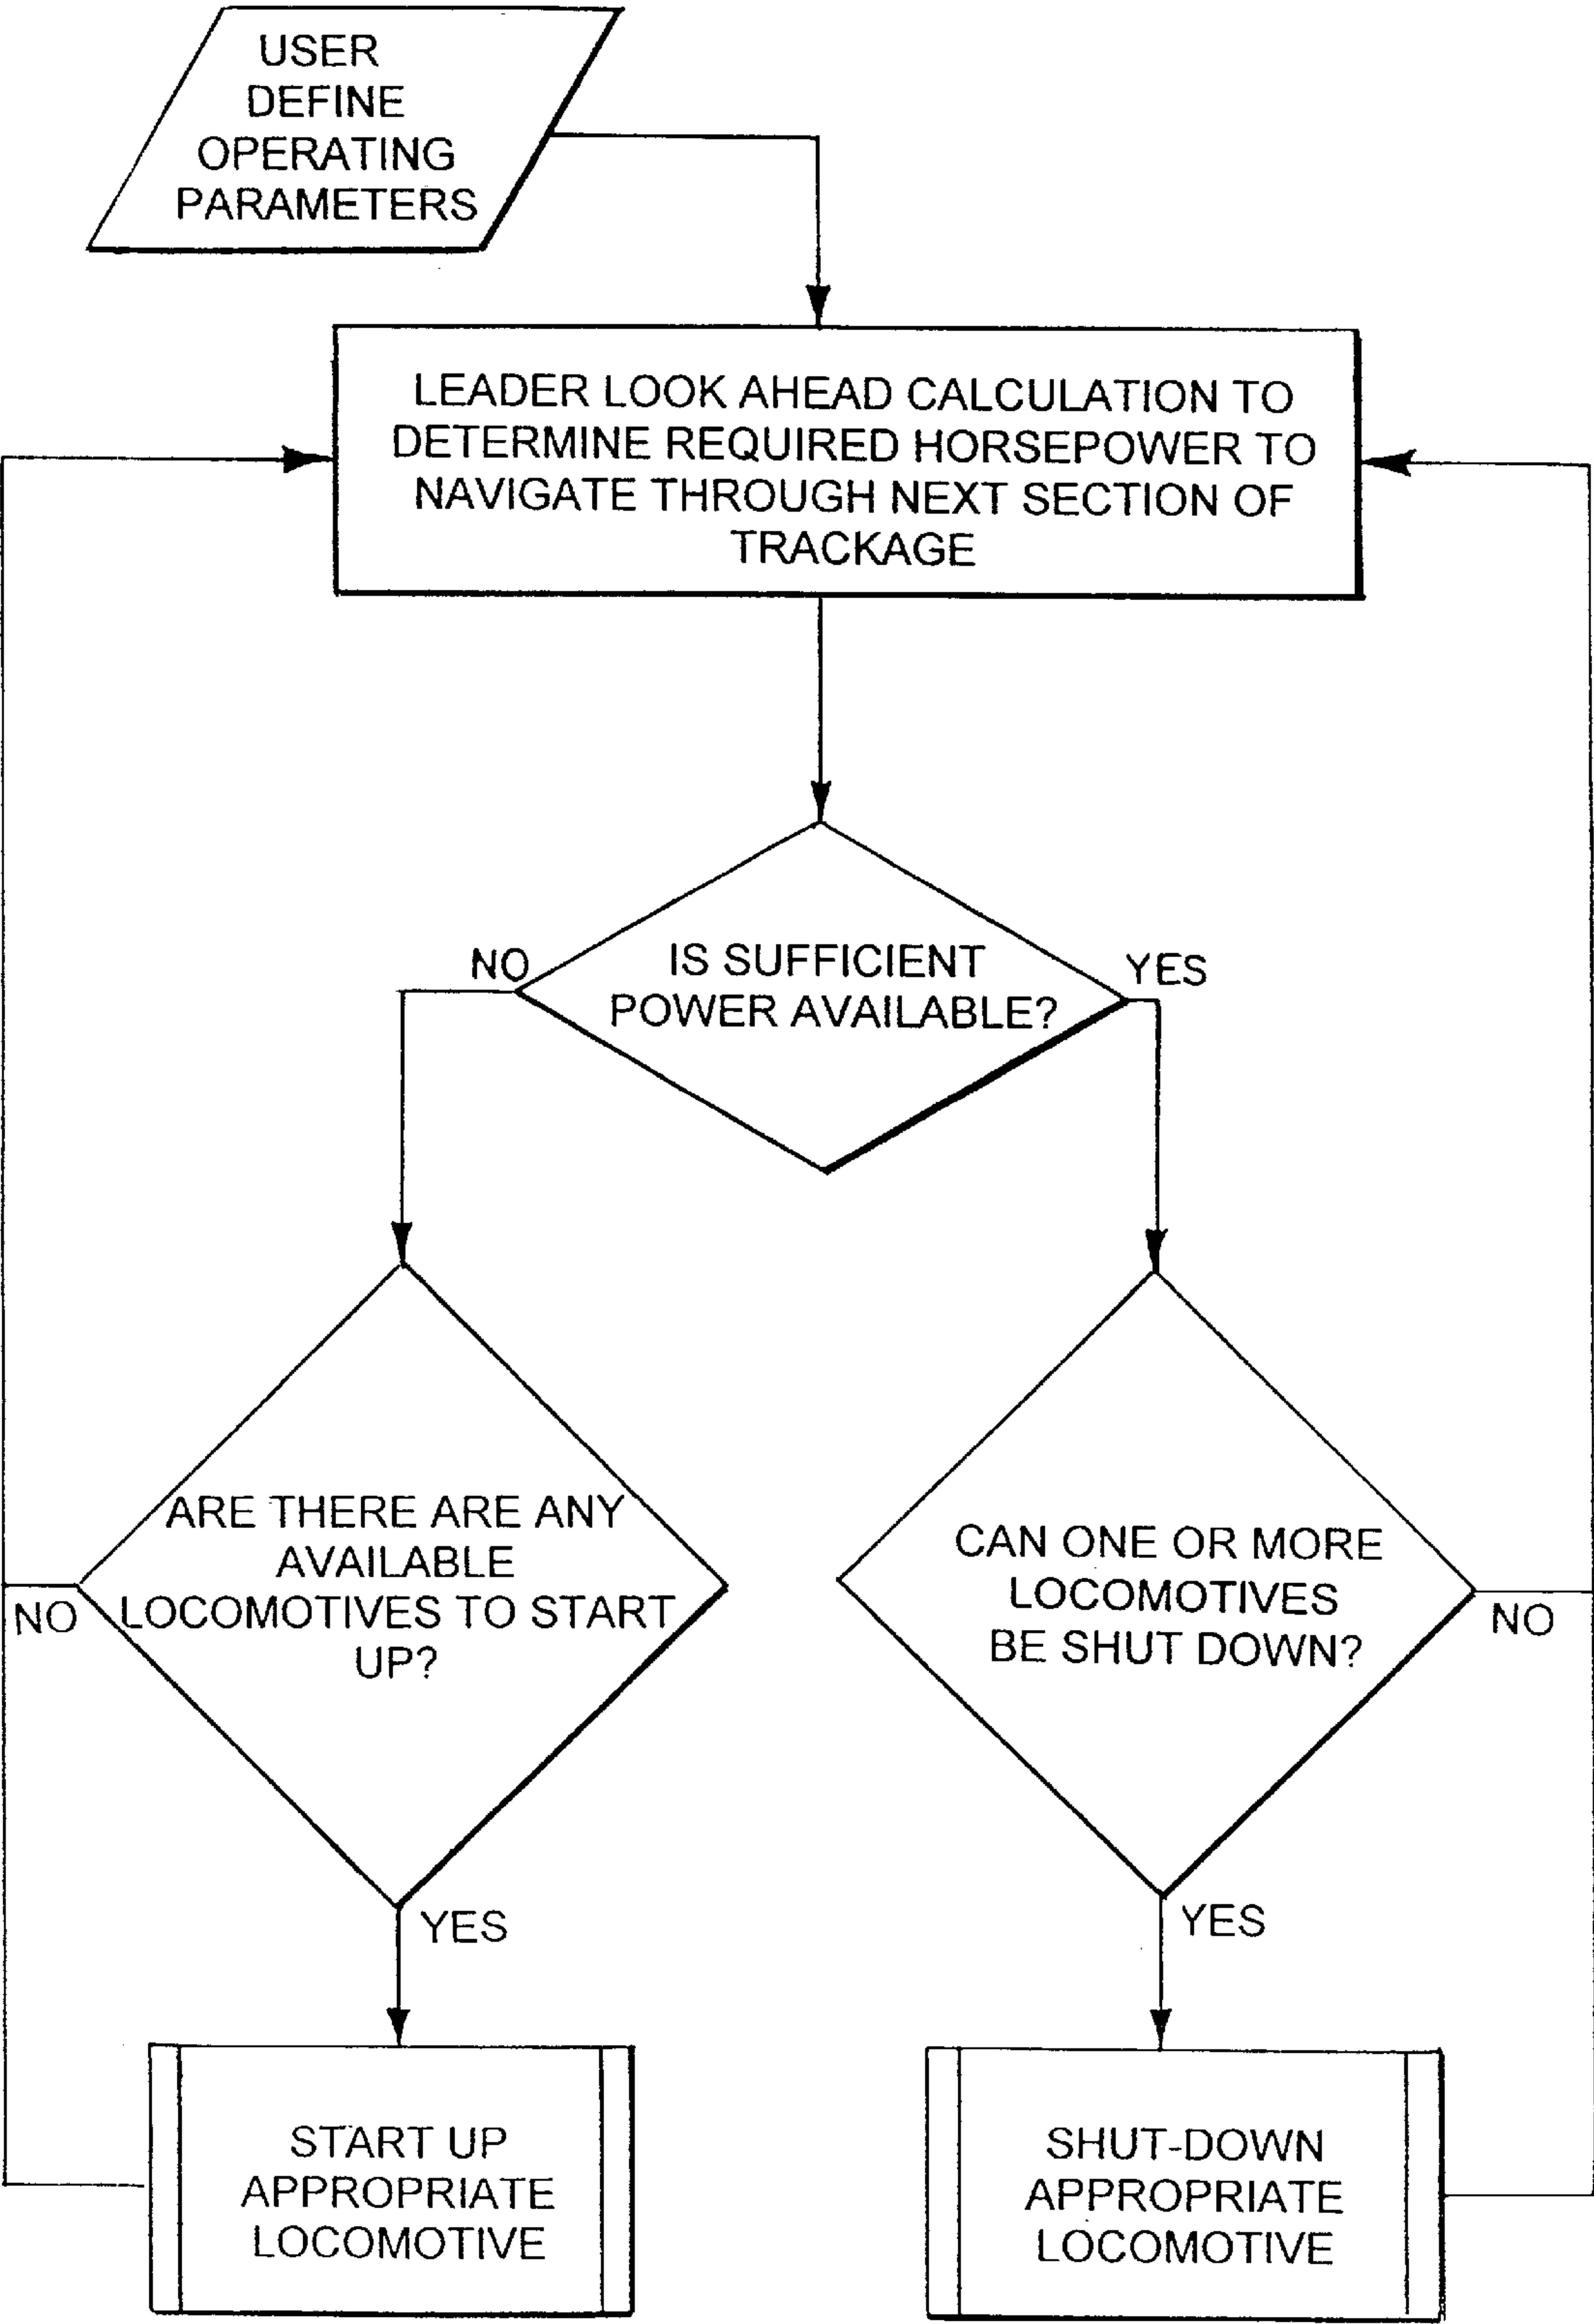 USER
DEFINE
OPERATING
PARAMETERS
LEADER LOOK AHEAD CALCULATION TO
DETERMINE REQUIRED HORSEPOWER TO
NAVIGATE THROUGH NEXT SECTION OF
TRACKAGE
NO
IS SUFFICIENT
POWER AVAILABLE?
YES
ARE THERE ARE ANY
AVAILABLE
LOCOMOTIVES TO START
UP?
NO
CAN ONE OR MORE
LOCOMOTIVES
BE SHUT DOWN?
NO
YES
YES
START UP
APPROPRIATE
LOCOMOTIVE
SHUT-DOWN
APPROPRIATE
LOCOMOTIVE